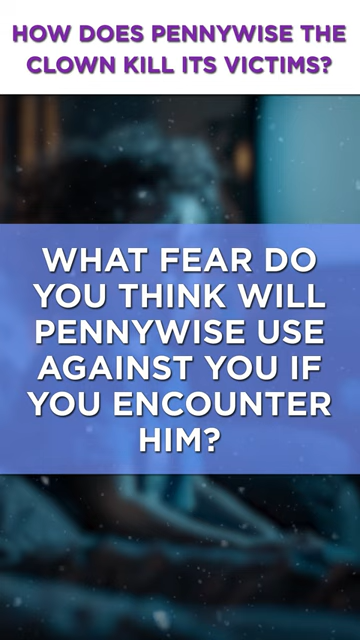 HOW DOES PENNYWISE THE
CLOWN KILL ITS VICTIMS?
WHAT FEAR DO
YOU THINK WILL
PENNYWISE USE
AGAINST YOU IF
YOU ENCOUNTER
HIM?